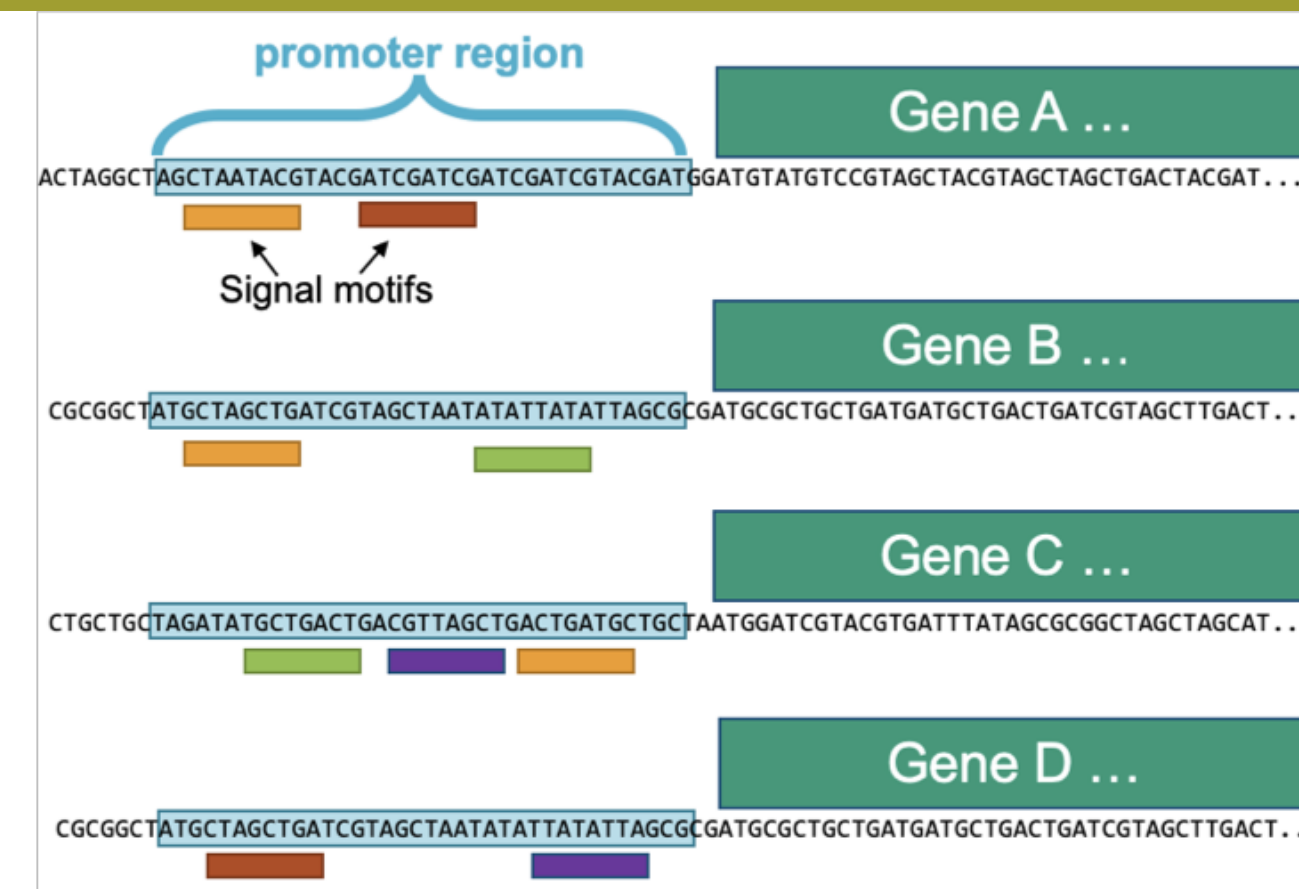 promoter region
Gene A ...
ACTAGGCTAGCTAATACGTACGATCGATCGATCGATCGTACGATGGATGTATGTCCGTAGCTACGTAGCTAGCTGACTACGAT...
Signal motifs
Gene B ...
CGCGGCTATGCTAGCTGATCGTAGCTAATATATTATATTAGCGCGATGCGCTGCTGATGATGCTGACTGATCGTAGCTTGACT..
Gene C ...
CTGCTGCTAGATATGCTGACTGACGTTAGCTGACTGATGCTGCTAATGGATCGTACGTGATTTATAGCGCGGCTAGCTAGCAT..
Gene D ...
CGCGGCTATGCTAGCTGATCGTAGCTAATATATTATATTAGCGCGATGCGCTGCTGATGATGCTGACTGATCGTAGCTTGACT..